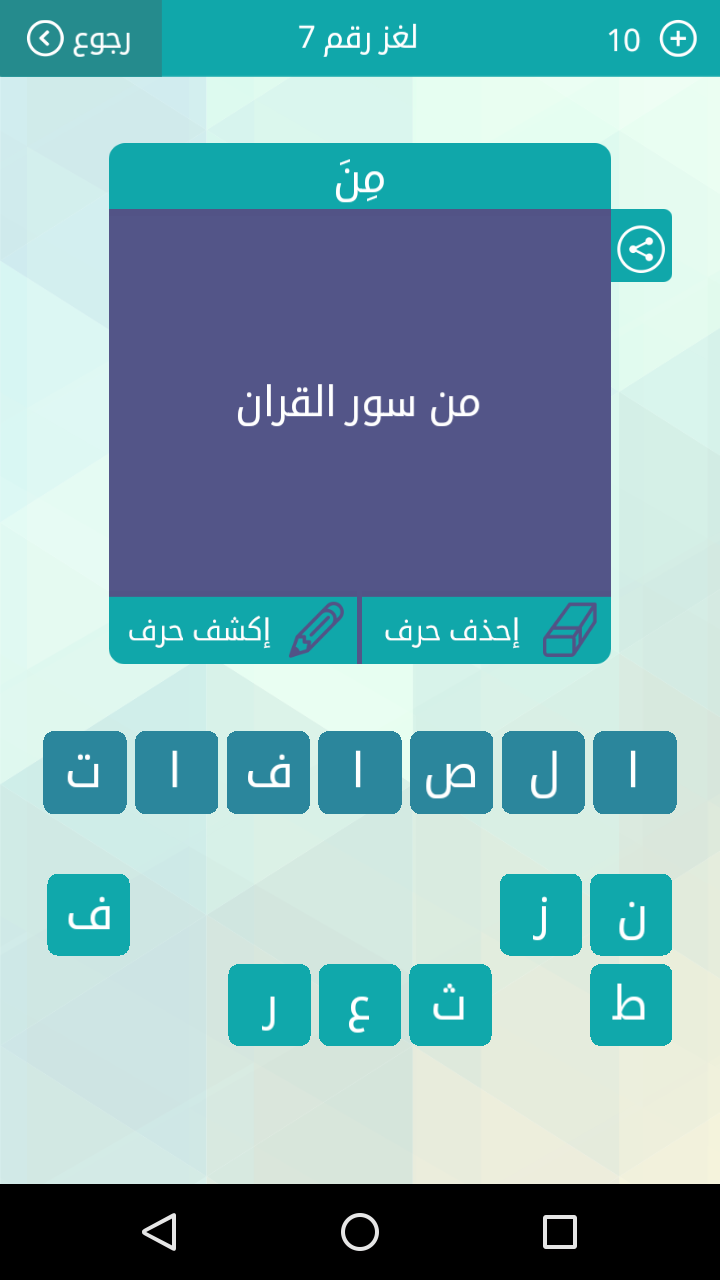 رجوع لغز رقم 7 10
مِنَ
من سور القران
إحذف حرف إكشف حرف
ا ل ص ا ف ا ت
ن ز ف
ط ث ع ر